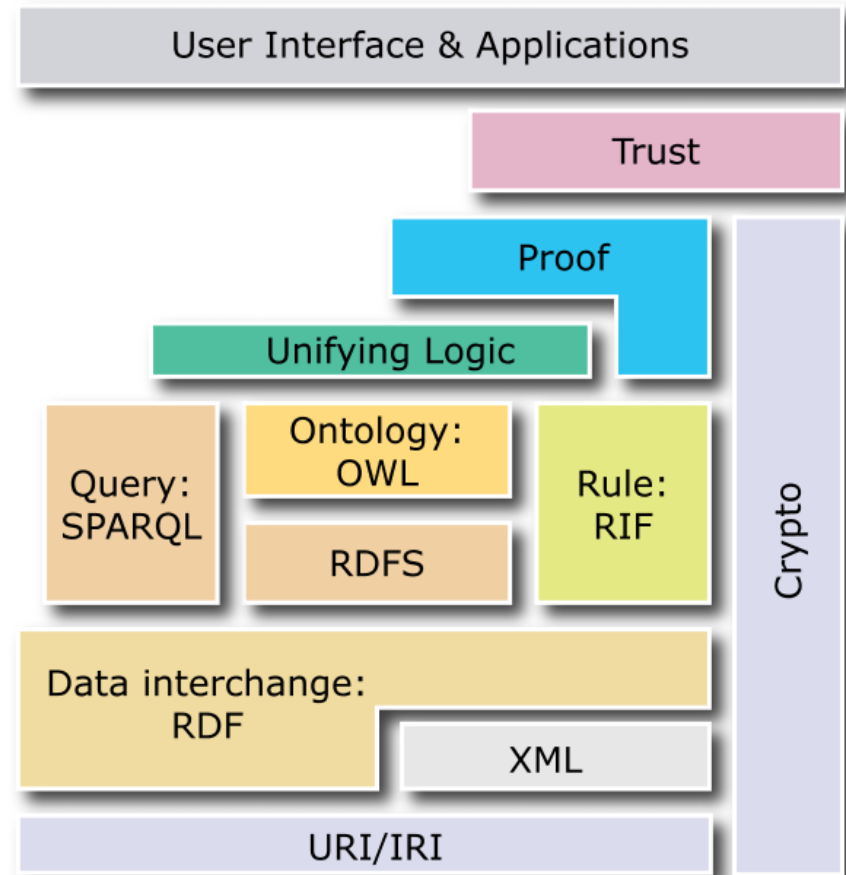 User Interface & Applications
Trust
Proof
Unifying Logic
Query:
SPARQL
Ontology:
OWL
RDFS
Rule:
RIF
Crypto
Data interchange:
RDF
XML
URI/IRI